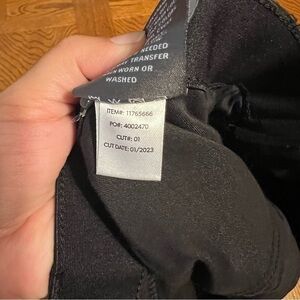 NEEDED
TRANSFER
WORN OR
WASHED
ITEM#: 11765666
PO#: 4002470
CUT#: 01
CUT DATE: 01/2023